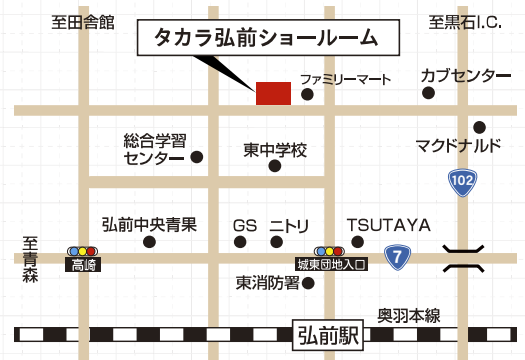 至田舎館
至黒石I.C.
タカラ弘前ショールーム
ファミリーマート
カブセンター
総合学習
センター
東中学校
マクドナルド
102
至青森
弘前中央青果
GS
ニトリ
TSUTAYA
高崎
城東団地入口
7
東消防署
奥羽本線
弘前駅